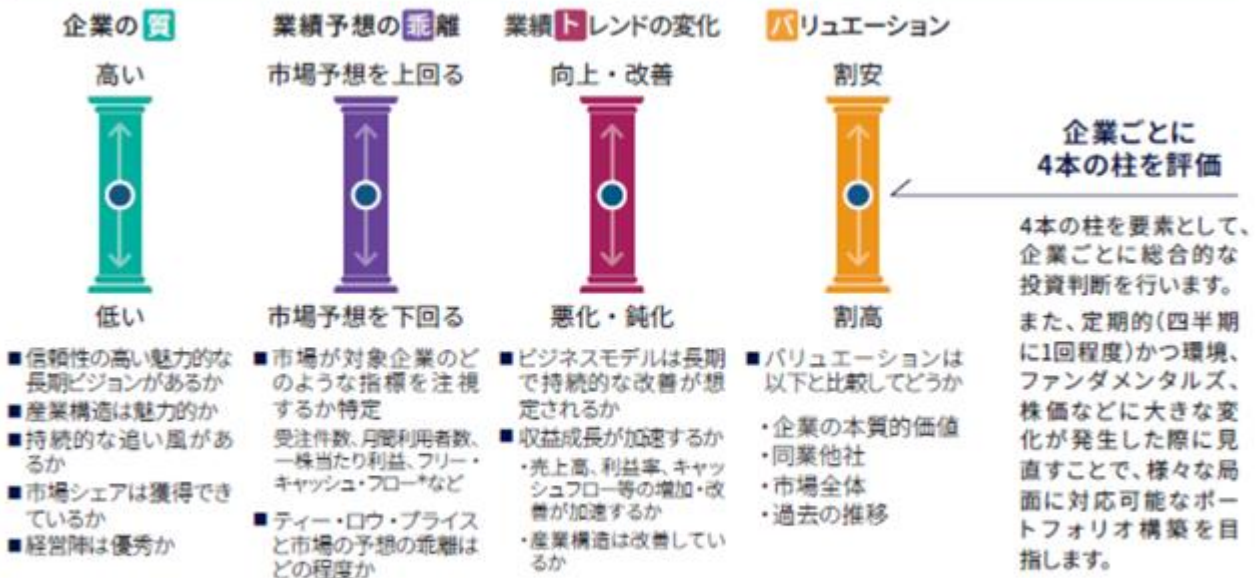 企業の質
高い
低い
■信頼性の高い魅力的な
長期ビジョンがあるか
■産業構造は魅力的か
■持続的な追い風があ
るか
■市場シェアは獲得でき
ているか
■経営陣は優秀か
業績予想の乖離
市場予想を上回る
市場予想を下回る
■市場が対象企業のど
のような指標を注視
するか特定
受注件数、月間利用者数、
一株当たり利益、フリー・
キャッシュ・フロー*など
■ティー・ロウ・プライス
と市場の予想の乖離は
どの程度か
業績トレンドの変化
向上・改善
悪化・鈍化
■ビジネスモデルは長期
で持続的な改善が想
定されるか
■収益成長が加速するか
・売上高、利益率、キャッ
シュフロー等の増加・改
善が加速するか
・産業構造は改善してい
るか
バリュエーション
割安
割高
■バリュエーションは
以下と比較してどうか
・企業の本質的価値
・同業他社
・市場全体
・過去の推移
企業ごとに
4本の柱を評価
4本の柱を要素として、
企業ごとに総合的な
投資判断を行います。
また、定期的(四半期
に1回程度)かつ環境、
ファンダメンタルズ、
株価などに大きな変
化が発生した際に見
直すことで、様々な局
面に対応可能なポー
トフォリオ構築を目
指します。